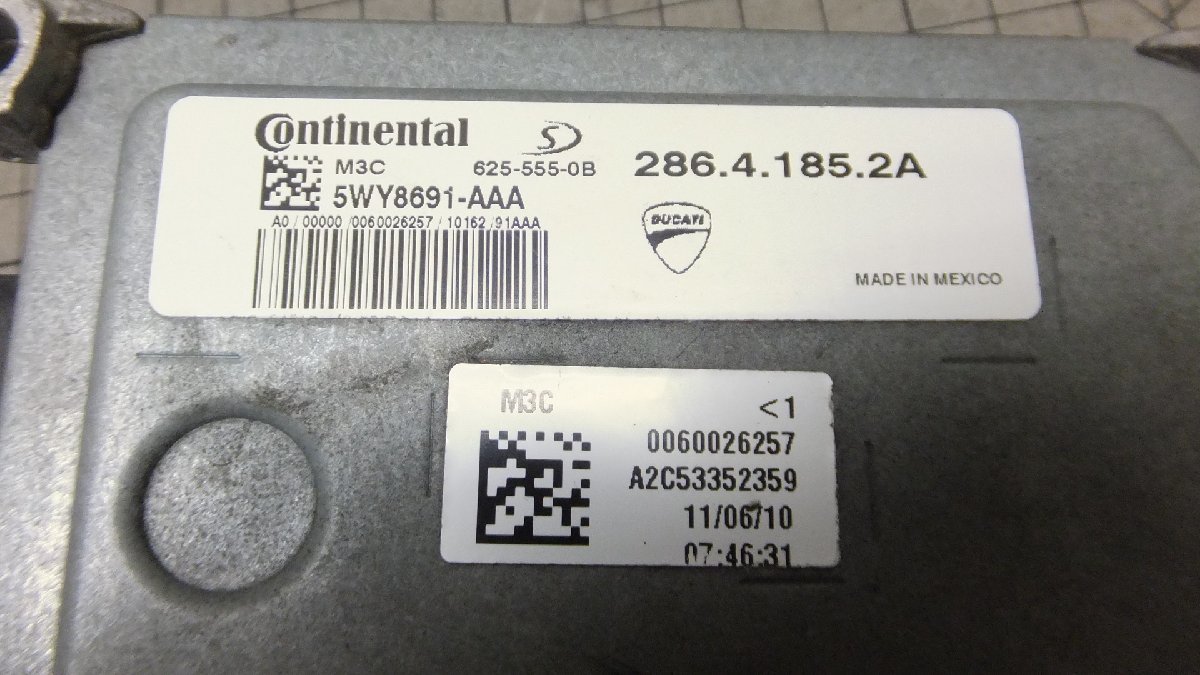 Continental
M3C 625-555-0B
286.4.185.2A
5WY8691-AAA
A0 / 00000 /0060026257 / 10162 /91AAA
DUCATI
MADE IN MEXICO
M3C <1
0060026257
A2C53352359
11/06/10
07:46:31